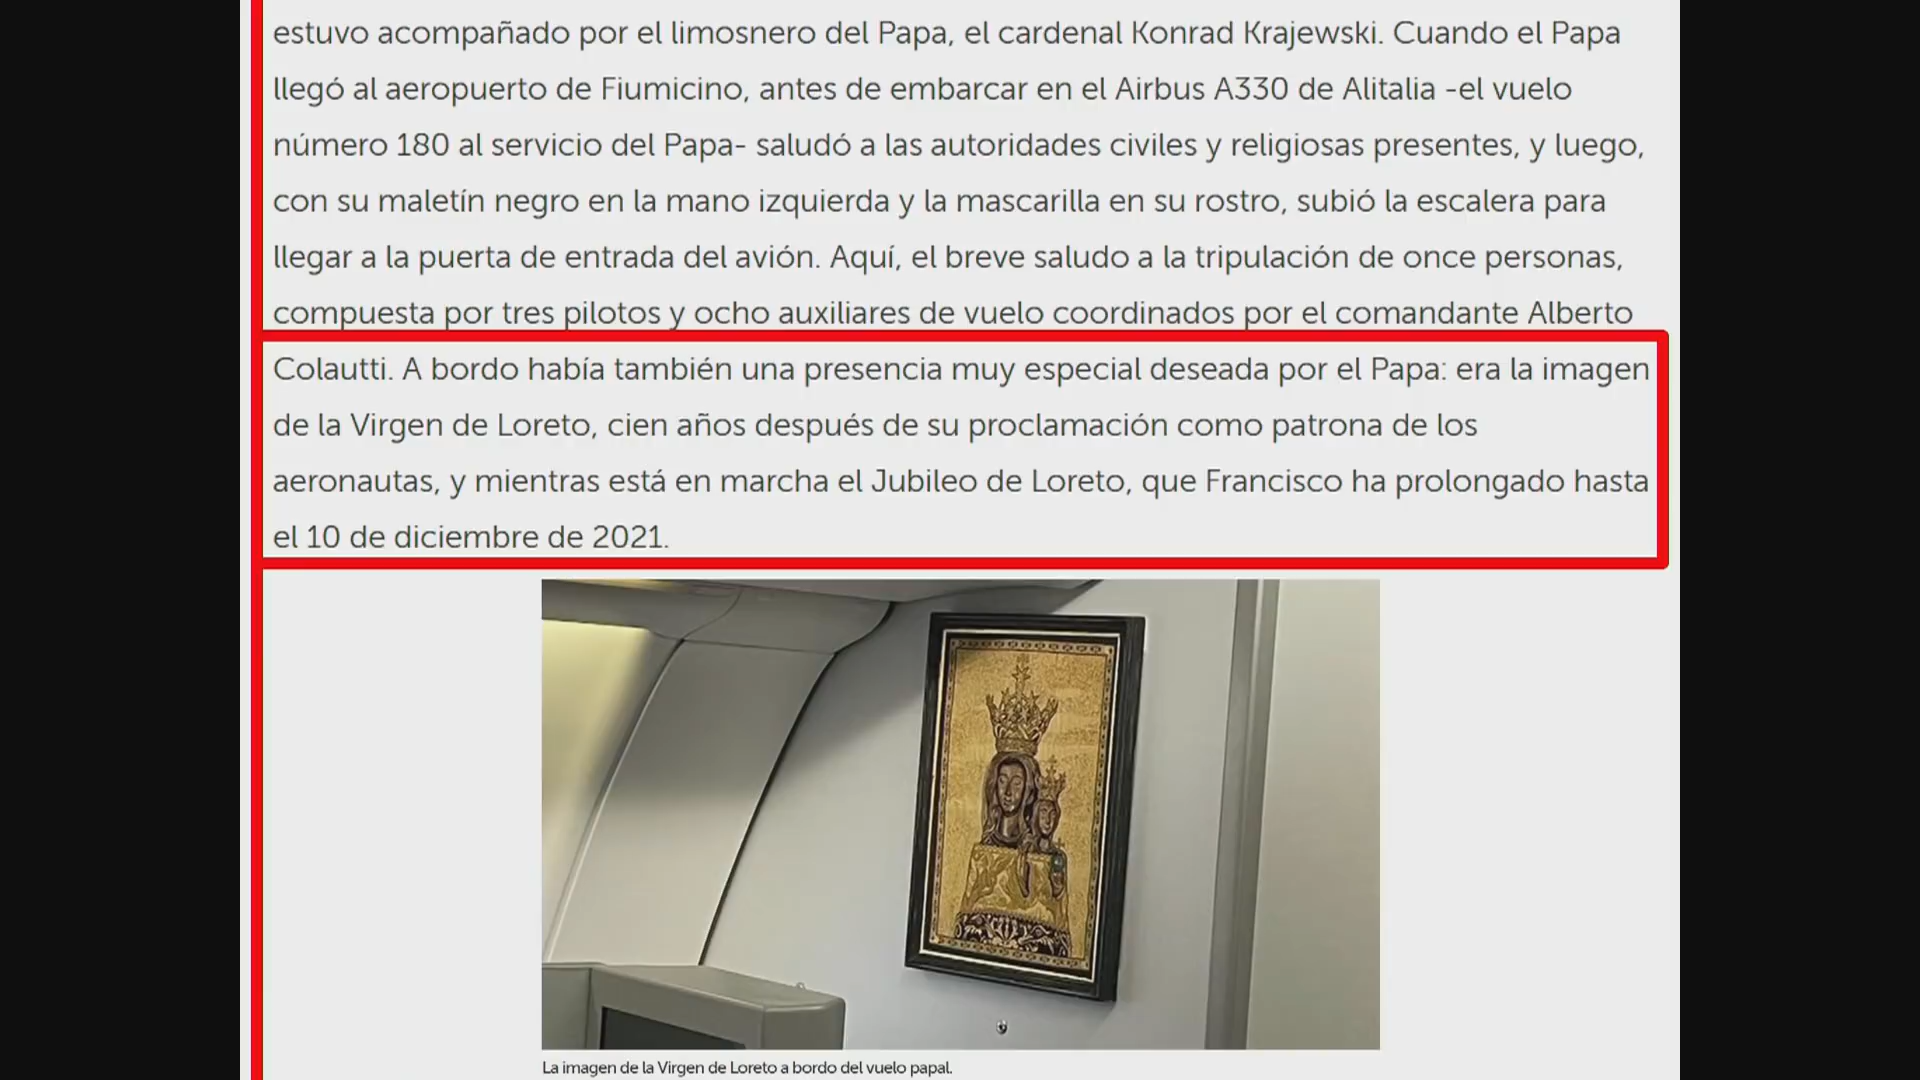 estuvo acompañado por el limosnero del Papa, el cardenal Konrad Krajewski. Cuando el Papa
llegó al aeropuerto de Fiumicino, antes de embarcar en el Airbus A330 de Alitalia -el vuelo
número 180 al servicio del Papa- saludó a las autoridades civiles y religiosas presentes, y luego,
con su maletín negro en la mano izquierda y la mascarilla en su rostro, subió la escalera para
llegar a la puerta de entrada del avión. Aquí, el breve saludo a la tripulación de once personas,
compuesta por tres pilotos y ocho auxiliares de vuelo coordinados por el comandante Alberto
Colautti. A bordo había también una presencia muy especial deseada por el Papa: era la imagen
de la Virgen de Loreto, cien años después de su proclamación como patrona de los
aeronautas, y mientras está en marcha el Jubileo de Loreto, que Francisco ha prolongado hasta
el 10 de diciembre de 2021.
La imagen de la Virgen de Loreto a bordo del vuelo papal.